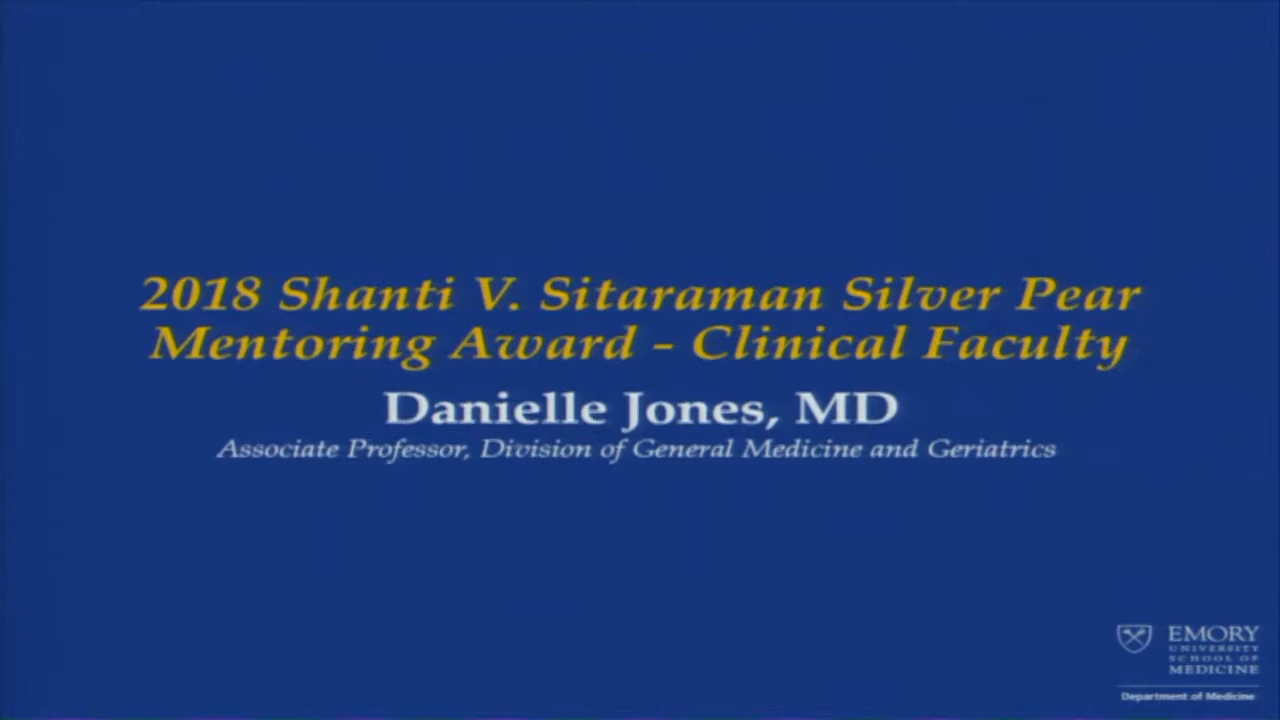 2018 Shanti V. Sitaraman Silver Pear
Mentoring Award - Clinical Faculty
Danielle Jones, MD
Associate Professor, Division of General Medicine and Geriatrics
EMORY
UNIVERSITY
SCHOOL OF
MEDICINE
Department of Medicine